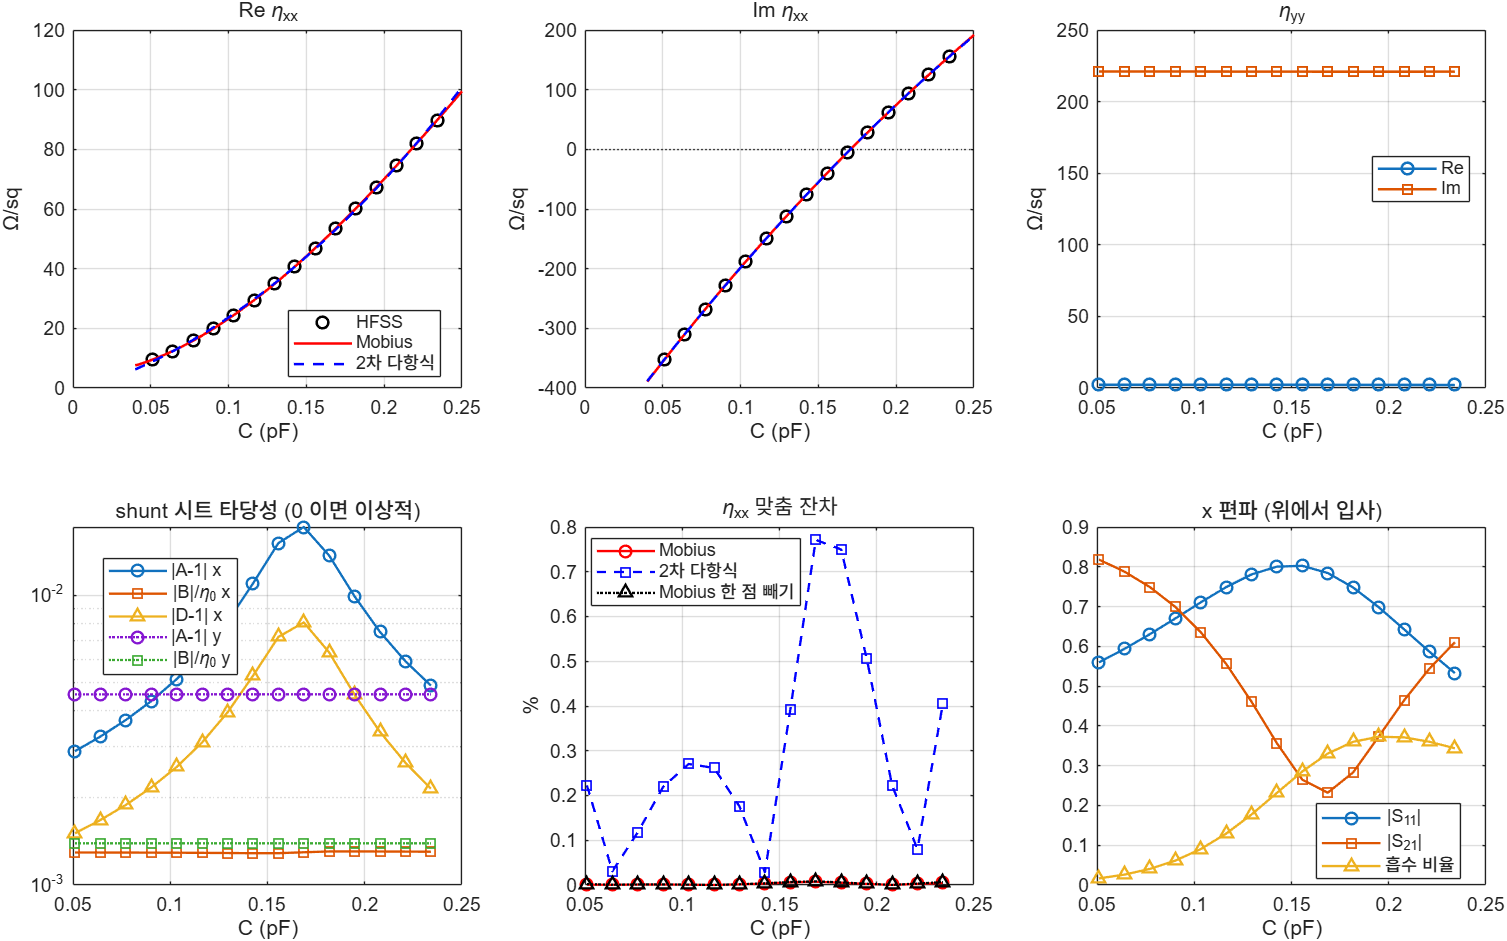 Re ηxx
120
100
80
60
40
20
0
Ω/sq
HFSS
Mobius
2차 다항식
0
0.05
0.1
0.15
0.2
0.25
C (pF)
Im ηxx
200
100
0
-100
-200
-300
-400
Ω/sq
0
0.05
0.1
0.15
0.2
0.25
C (pF)
ηyy
250
200
150
100
50
0
Ω/sq
Re
Im
0.05
0.1
0.15
0.2
0.25
C (pF)
shunt 시트 타당성 (0 이면 이상적)
10-2
10-3
|A-1| x
|B|/η0 x
|D-1| x
|A-1| y
|B|/η0 y
0.05
0.1
0.15
0.2
0.25
C (pF)
ηxx 맞춤 잔차
0.8
0.7
0.6
0.5
0.4
0.3
0.2
0.1
0
%
Mobius
2차 다항식
Mobius 한 점 빼기
0.05
0.1
0.15
0.2
0.25
C (pF)
x 편파 (위에서 입사)
0.9
0.8
0.7
0.6
0.5
0.4
0.3
0.2
0.1
0
|S11|
|S21|
흡수 비율
0.05
0.1
0.15
0.2
0.25
C (pF)